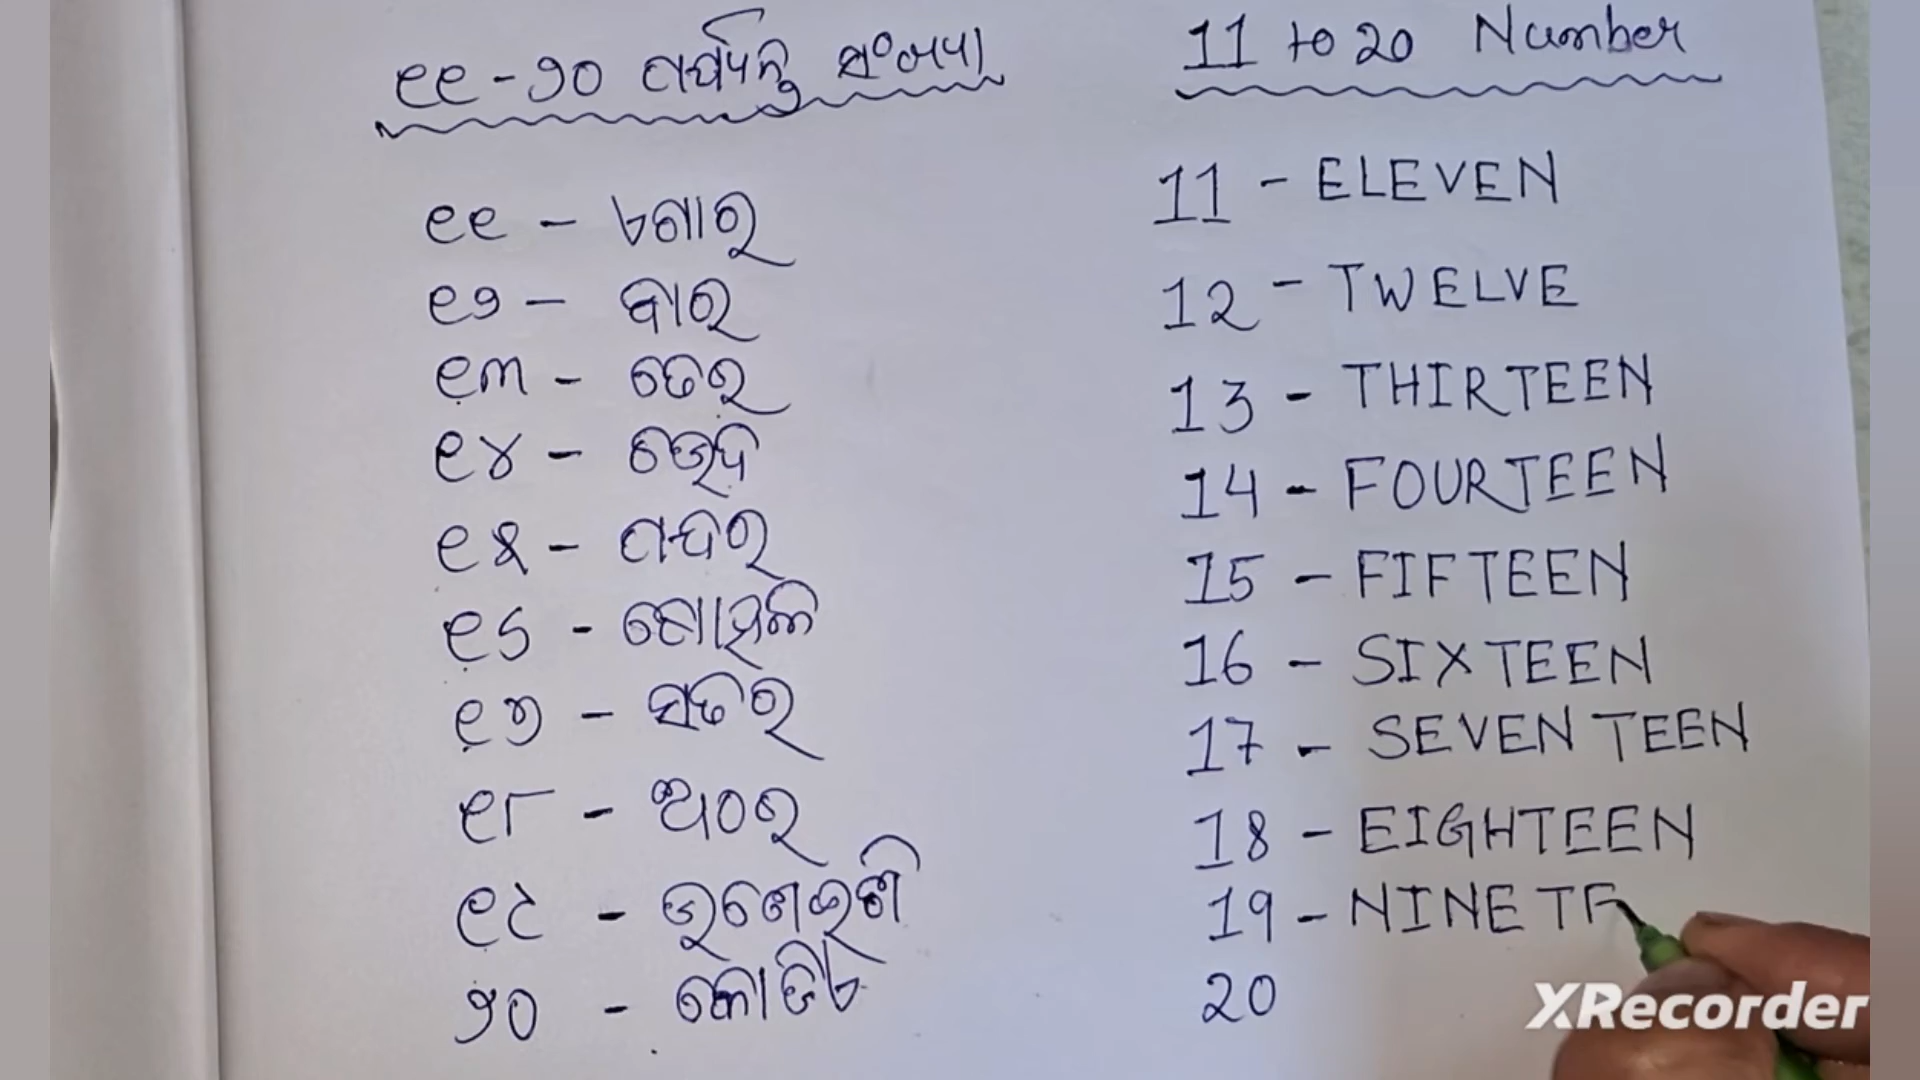 ୧୧-୨୦ ପର୍ଯ୍ୟନ୍ତ ସଂଖ୍ୟା
୧୧ - ଏଗାର
୧୨ - ବାର
୧୩ - ତେର
୧୪ - ଚଉଦ
୧୫ - ପନ୍ଦର
୧୬ - ଷୋହଳ
୧୭ - ସତର
୧୮ - ଅଠର
୧୯ - ଊଣେଇଶି
୨୦ - କୋଡିଏ
11 to 20 Number
11 - ELEVEN
12 - TWELVE
13 - THIRTEEN
14 - FOURTEEN
15 - FIFTEEN
16 - SIXTEEN
17 - SEVENTEEN
18 - EIGHTEEN
19 - NINETE
20
XRecorder